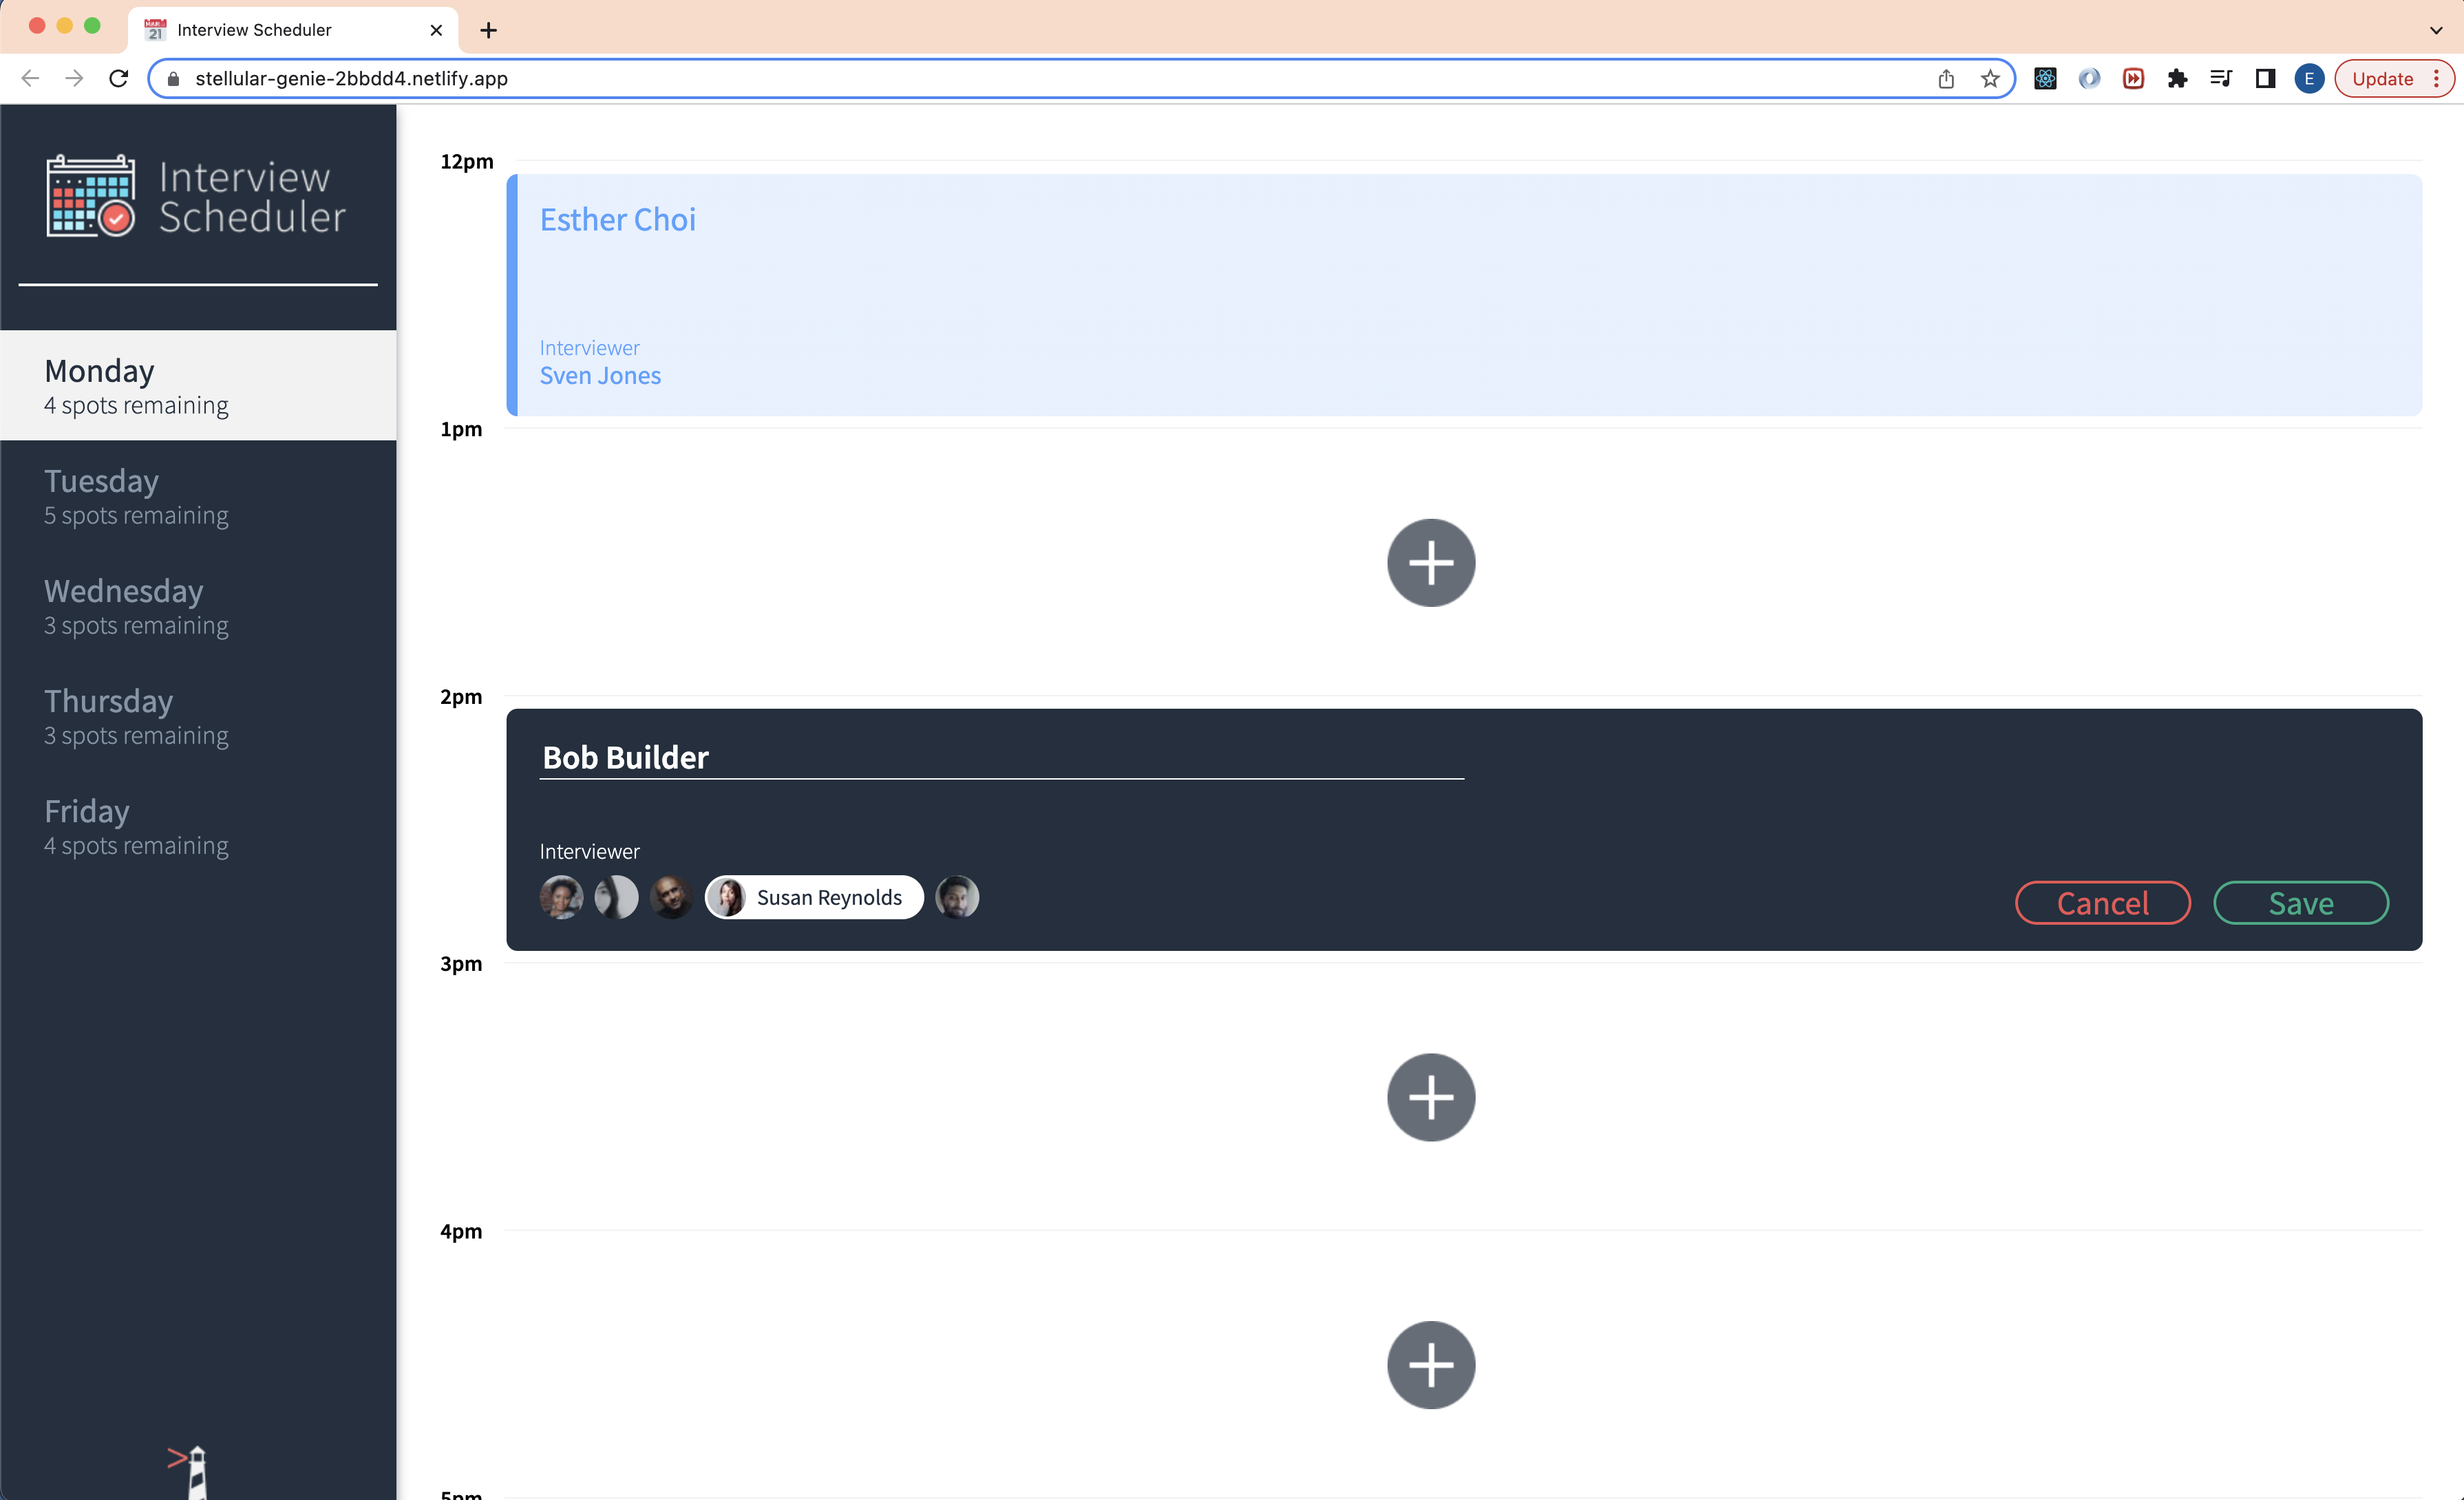 Interview Scheduler
stellular-genie-2bbdd4.netlify.app
E
Update
Interview
Scheduler
Monday
4 spots remaining
Tuesday
5 spots remaining
Wednesday
3 spots remaining
Thursday
3 spots remaining
Friday
4 spots remaining
12pm
Esther Choi
Interviewer
Sven Jones
1pm
2pm
Bob Builder
Interviewer
Susan Reynolds
Cancel
Save
3pm
4pm
5pm